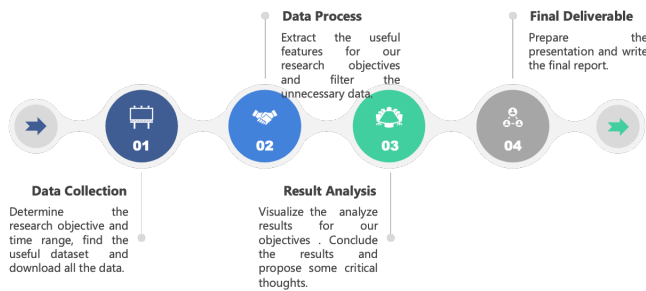 Data Process
Extract the useful
features for our
research objectives
and filter the
unnecessary data.
Final Deliverable
Prepare the
presentation and write
the final report.
01
02
03
04
Data Collection
Determine the
research objective and
time range, find the
useful dataset and
download all the data.
Result Analysis
Visualize the analyze
results for our
objectives . Conclude
the results and
propose some critical
thoughts.